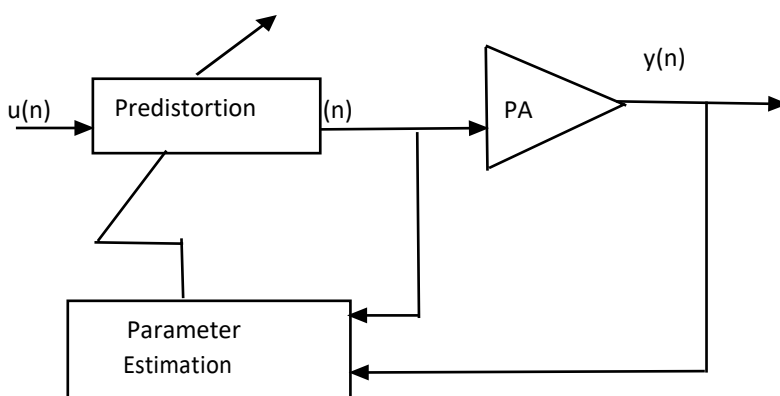 y(n)
u(n)
Predistortion
(n)
PA
Parameter
Estimation